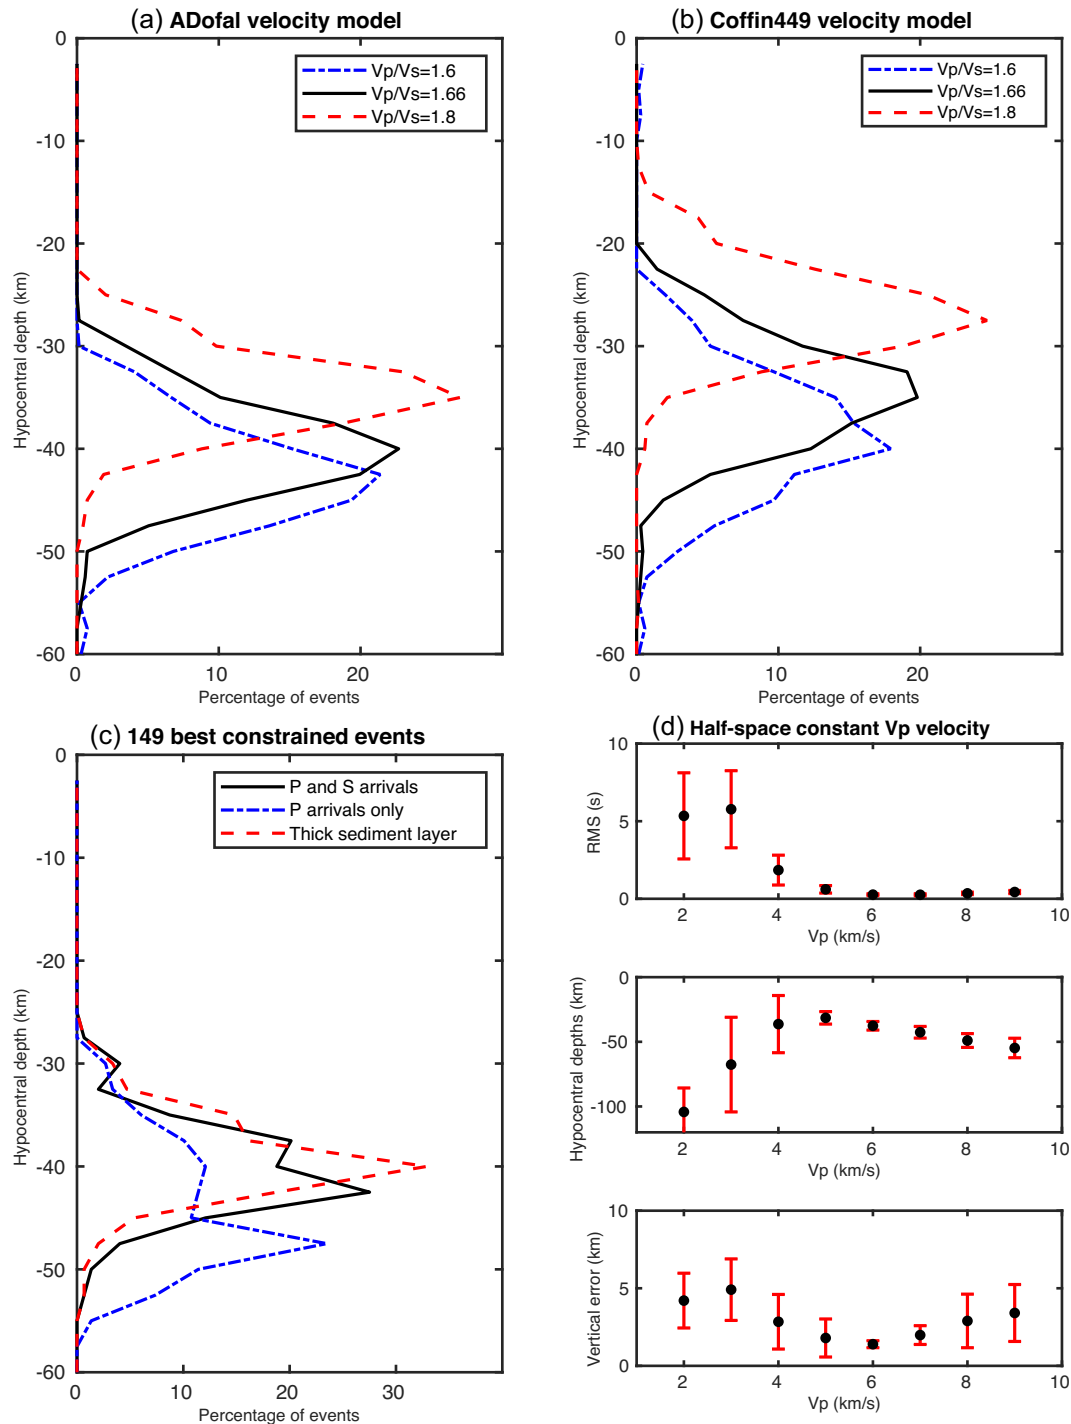 (a) ADofal velocity model
0
-10
-20
-30
-40
-50
-60
Hypocentral depth (km)
Vp/Vs=1.6
Vp/Vs=1.66
Vp/Vs=1.8
0 10 20
Percentage of events
(b) Coffin449 velocity model
0
-10
-20
-30
-40
-50
-60
Hypocentral depth (km)
Vp/Vs=1.6
Vp/Vs=1.66
Vp/Vs=1.8
0 10 20
Percentage of events
(c) 149 best constrained events
0
-10
-20
-30
-40
-50
-60
Hypocentral depth (km)
P and S arrivals
P arrivals only
Thick sediment layer
0 10 20 30
Percentage of events
(d) Half-space constant Vp velocity
10
5
0
RMS (s)
2 4 6 8 10
Vp (km/s)
0
-50
-100
Hypocentral depths (km)
2 4 6 8 10
Vp (km/s)
10
5
0
Vertical error (km)
2 4 6 8 10
Vp (km/s)